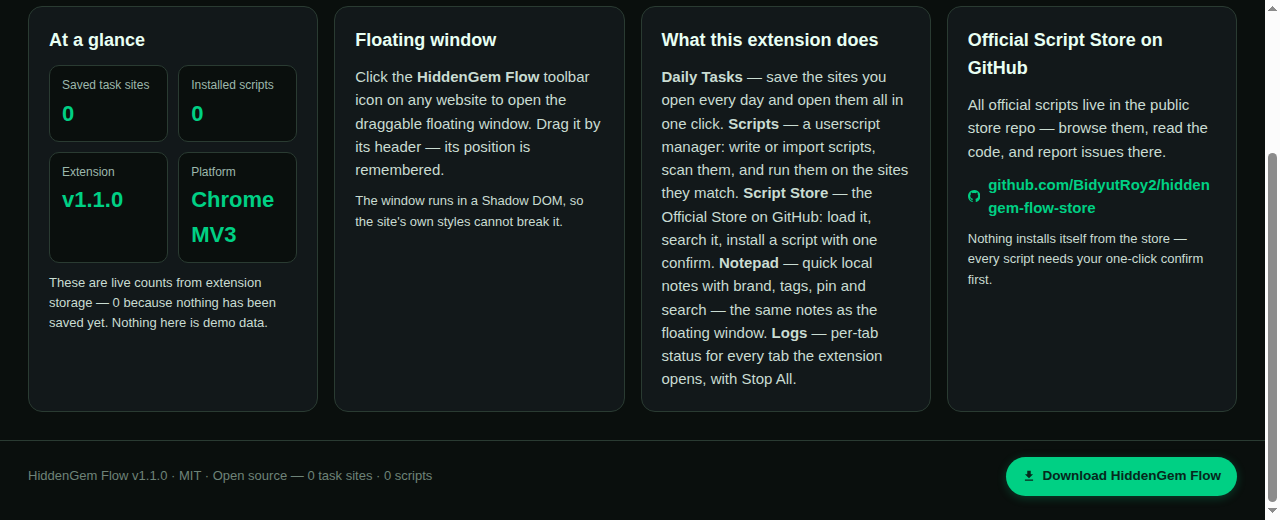 At a glance
Saved task sites
0
Installed scripts
0
Extension
v1.1.0
Platform
Chrome
MV3
These are live counts from extension
storage — 0 because nothing has been
saved yet. Nothing here is demo data.
Floating window
Click the HiddenGem Flow toolbar
icon on any website to open the
draggable floating window. Drag it by
its header — its position is
remembered.
The window runs in a Shadow DOM, so
the site's own styles cannot break it.
What this extension does
Daily Tasks — save the sites you
open every day and open them all in
one click. Scripts — a userscript
manager: write or import scripts,
scan them, and run them on the sites
they match. Script Store — the
Official Store on GitHub: load it,
search it, install a script with one
confirm. Notepad — quick local
notes with brand, tags, pin and
search — the same notes as the
floating window. Logs — per-tab
status for every tab the extension
opens, with Stop All.
Official Script Store on
GitHub
All official scripts live in the public
store repo — browse them, read the
code, and report issues there.
github.com/BidyutRoy2/hidden
gem-flow-store
Nothing installs itself from the store —
every script needs your one-click confirm
first.
HiddenGem Flow v1.1.0 · MIT · Open source — 0 task sites · 0 scripts
Download HiddenGem Flow